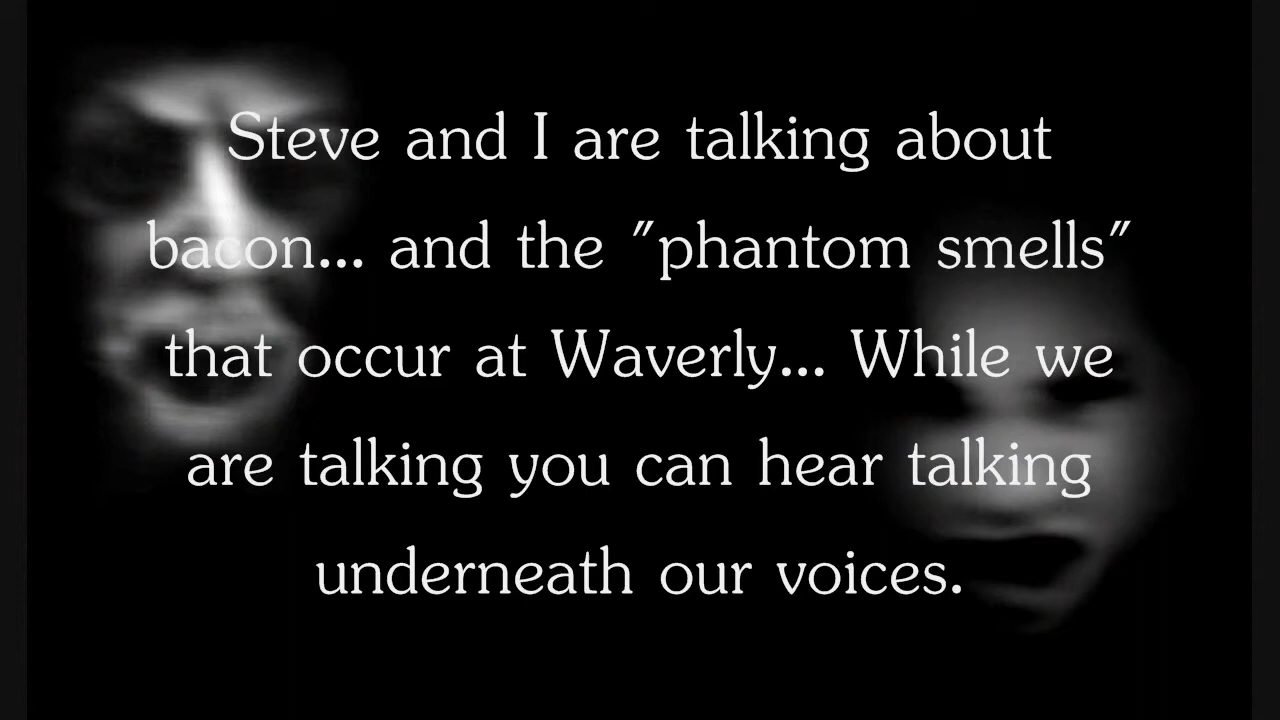 Steve and I are talking about
bacon... and the "phantom smells"
that occur at Waverly... While we
are talking you can hear talking
underneath our voices.